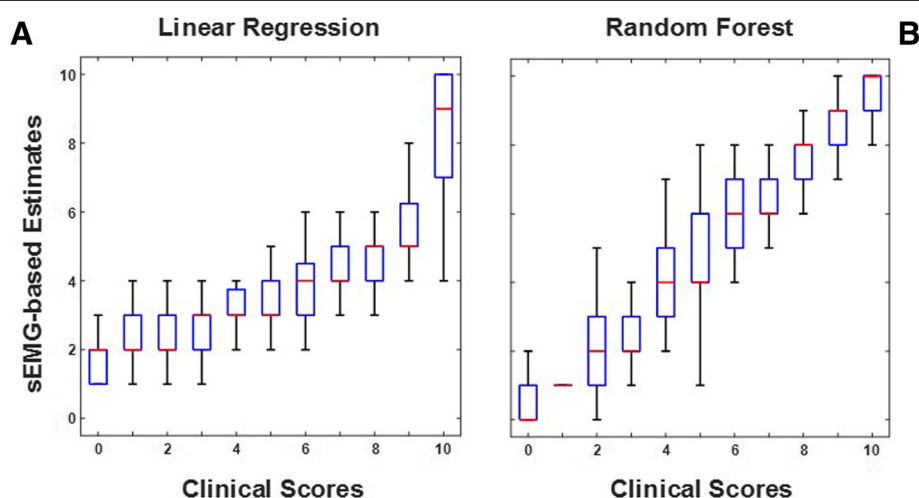 A
Linear Regression
Random Forest
B
sEMG-based Estimates
10
8
6
4
2
0
0 2 4 6 8 10
0 2 4 6 8 10
Clinical Scores
Clinical Scores